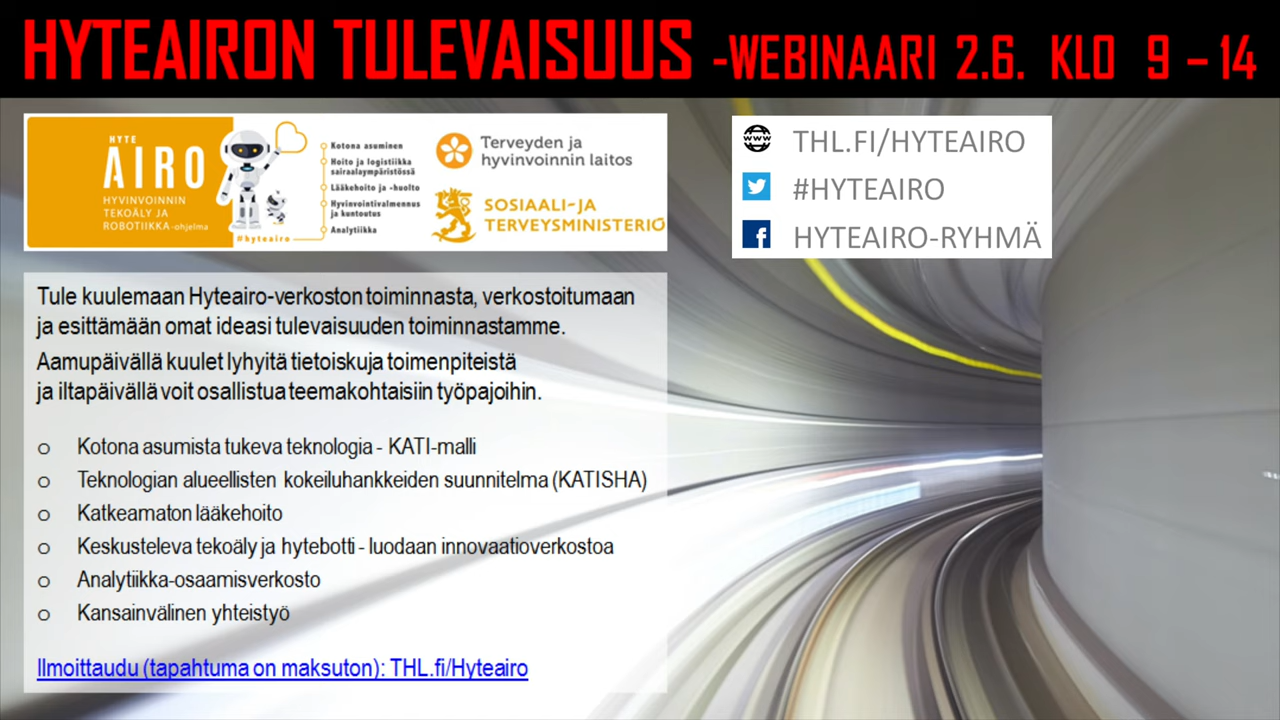 HYTEAIRON TULEVAISUUS -WEBINAARI 2.6. KLO 9 – 14
HYTE
AIRO
HYVINVOINNIN
TEKOÄLY JA
ROBOTIIKKA-ohjelma
#hyteairo
Kotona asuminen
Hoito ja logistiikka
sairaalaympäristössä
Lääkehoito ja -huolto
Hyvinvointivalmennus
ja kuntoutus
Analytiikka
Terveyden ja
hyvinvoinnin laitos
SOSIAALI- JA
TERVEYSMINISTERIÖ
WWW
THL.FI/HYTEAIRO
#HYTEAIRO
HYTEAIRO-RYHMÄ
Tule kuulemaan Hyteairo-verkoston toiminnasta, verkostoitumaan
ja esittämään omat ideasi tulevaisuuden toiminnastamme.
Aamupäivällä kuulet lyhyitä tietoiskuja toimenpiteistä
ja iltapäivällä voit osallistua teemakohtaisiin työpajoihin.
o Kotona asumista tukeva teknologia - KATI-malli
o Teknologian alueellisten kokeiluhankkeiden suunnitelma (KATISHA)
o Katkeamaton lääkehoito
o Keskusteleva tekoäly ja hytebotti - luodaan innovaatioverkostoa
o Analytiikka-osaamisverkosto
o Kansainvälinen yhteistyö
Ilmoittaudu (tapahtuma on maksuton): THL.fi/Hyteairo